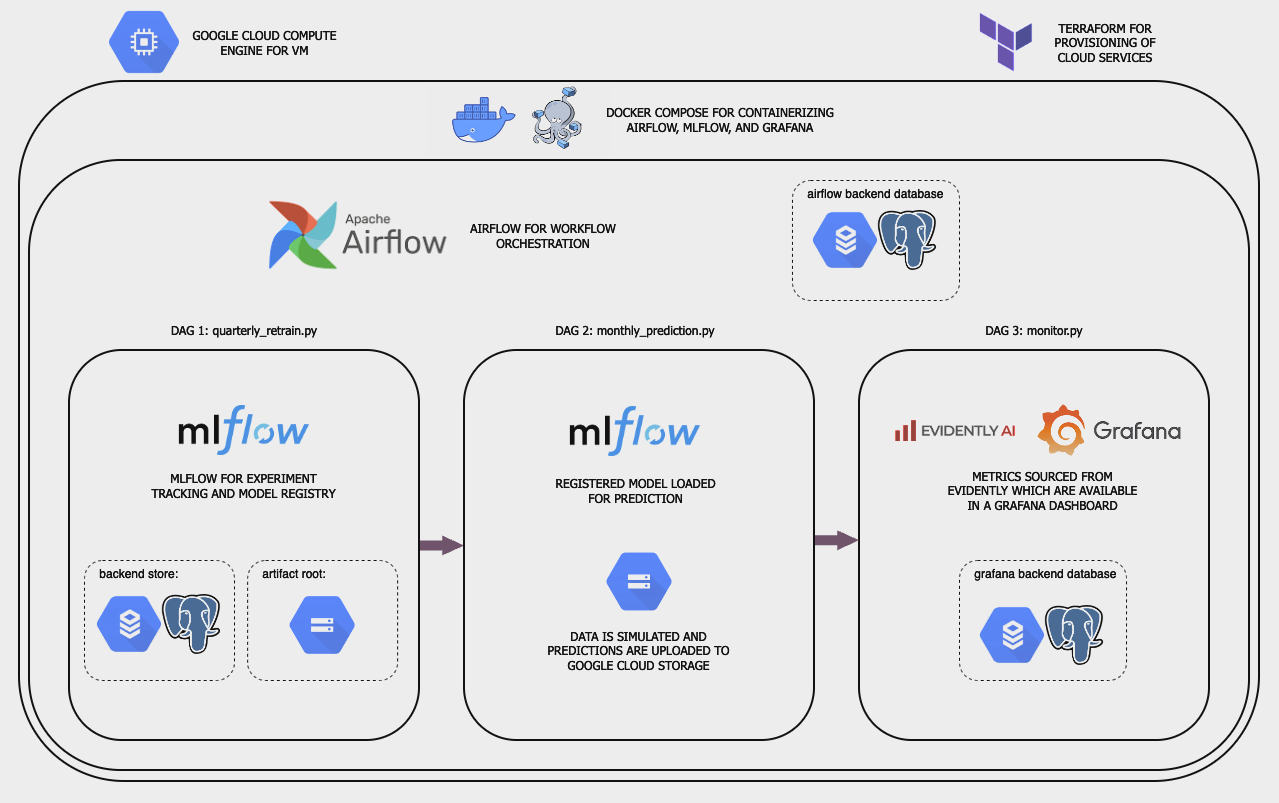 GOOGLE CLOUD COMPUTE
ENGINE FOR VM
TERRAFORM FOR
PROVISIONING OF
CLOUD SERVICES
DOCKER COMPOSE FOR CONTAINERIZING
AIRFLOW, MLFLOW, AND GRAFANA
Apache
Airflow
AIRFLOW FOR WORKFLOW
ORCHESTRATION
airflow backend database
DAG 1: quarterly_retrain.py
mlflow
MLFLOW FOR EXPERIMENT
TRACKING AND MODEL REGISTRY
backend store:
artifact root:
DAG 2: monthly_prediction.py
mlflow
REGISTERED MODEL LOADED
FOR PREDICTION
DATA IS SIMULATED AND
PREDICTIONS ARE UPLOADED TO
GOOGLE CLOUD STORAGE
DAG 3: monitor.py
EVIDENTLY AI
Grafana
METRICS SOURCED FROM
EVIDENTLY WHICH ARE AVAILABLE
IN A GRAFANA DASHBOARD
grafana backend database